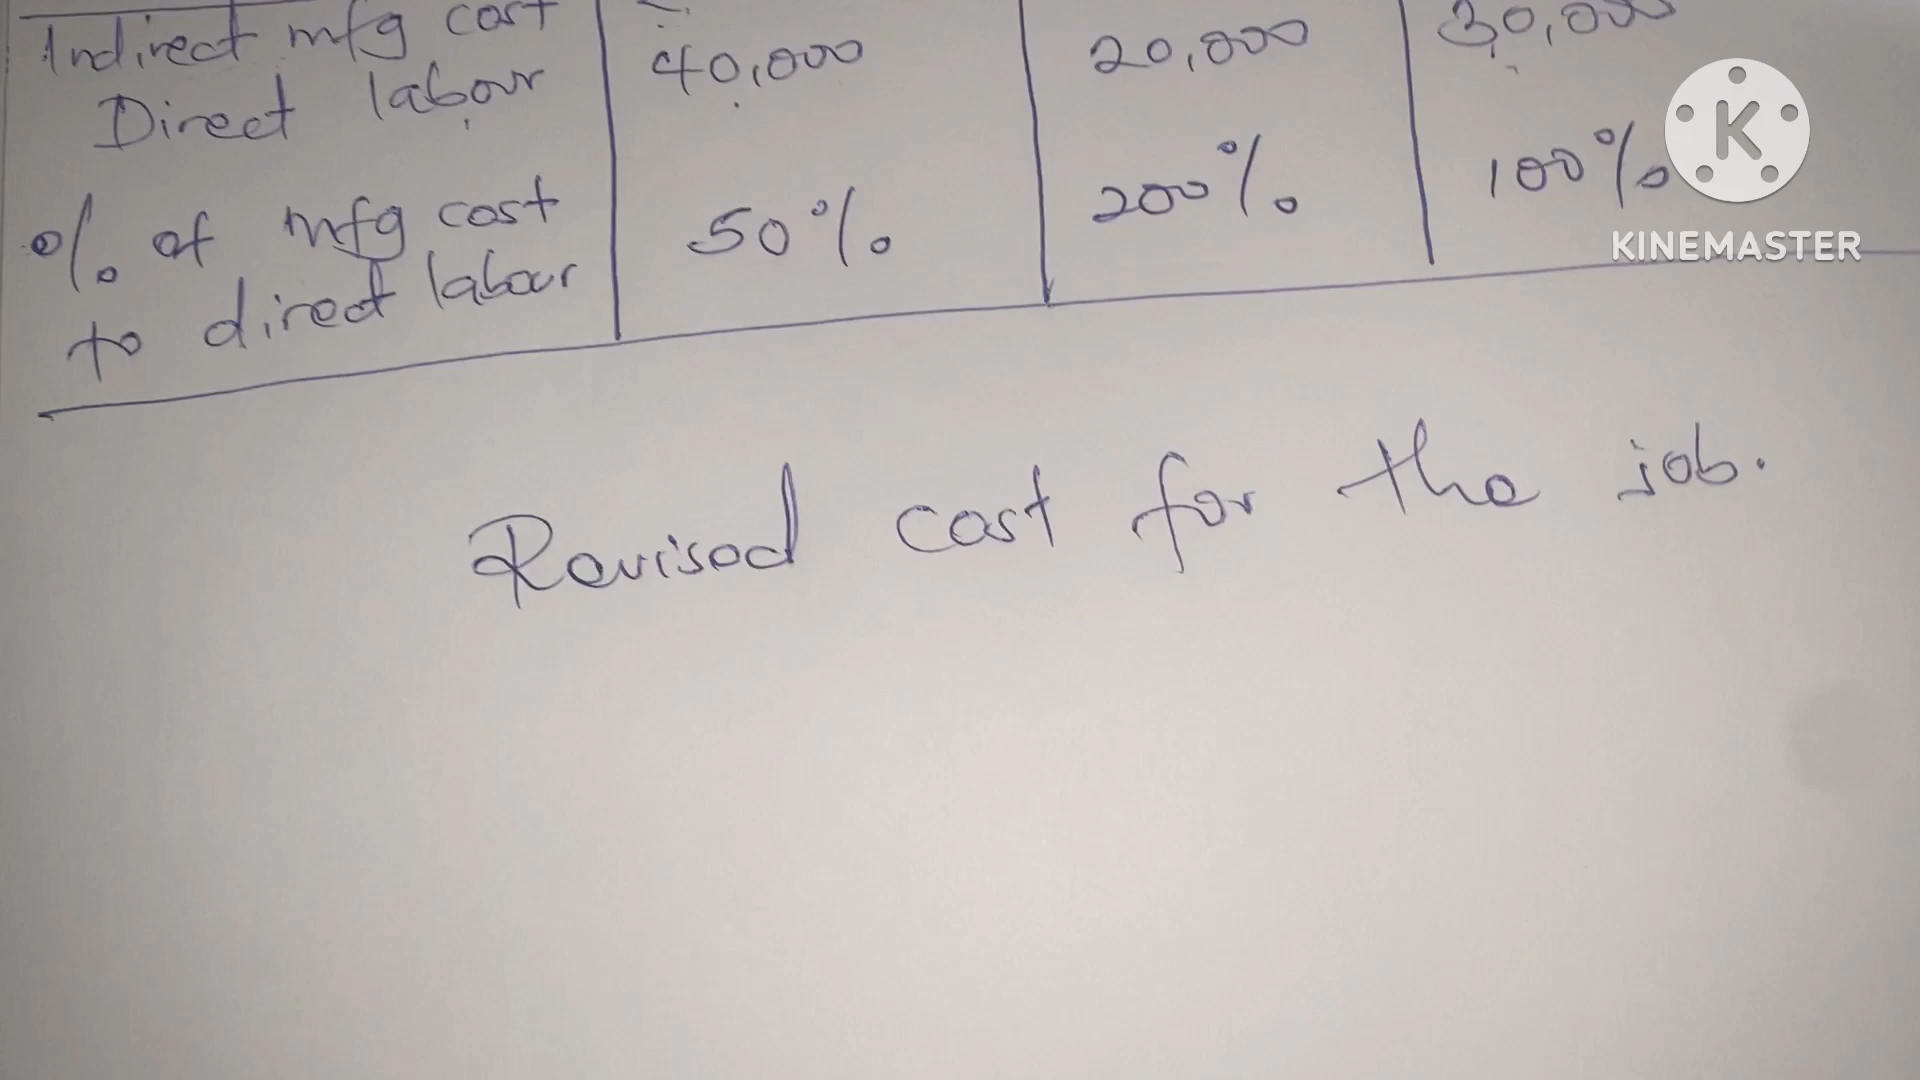 Indirect mfg cost
Direct labour 40,000 20,000 30,000
% of mfg cost
to direct labour 50% 200% 100%
K
KINEMASTER
Revised cost for the job.